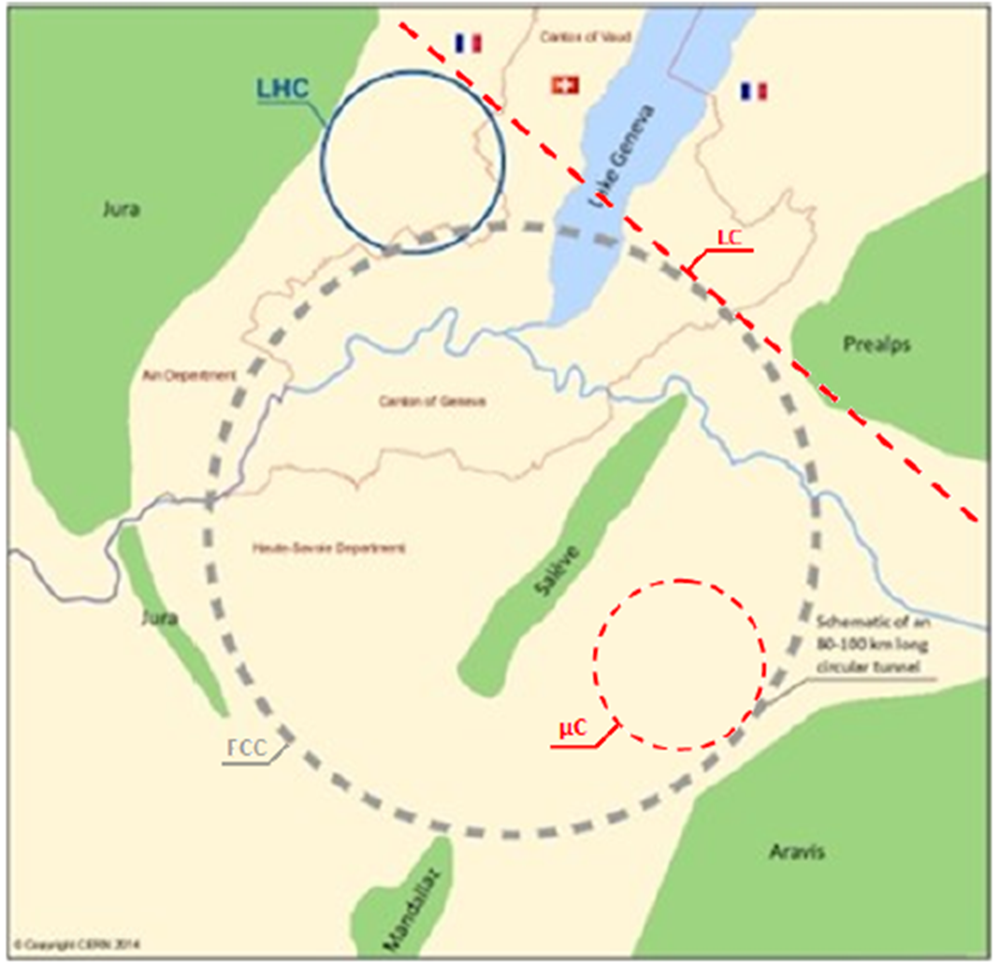 Canton of Vaud
LHC
Lake Geneva
Jura
LC
Prealps
Ain Department
Canton of Geneva
Haute-Savoie Department
Salève
Jura
Schematic of an
80-100 km long
circular tunnel
µC
FCC
Aravis
Mandallaz
© Copyright CERN 2014